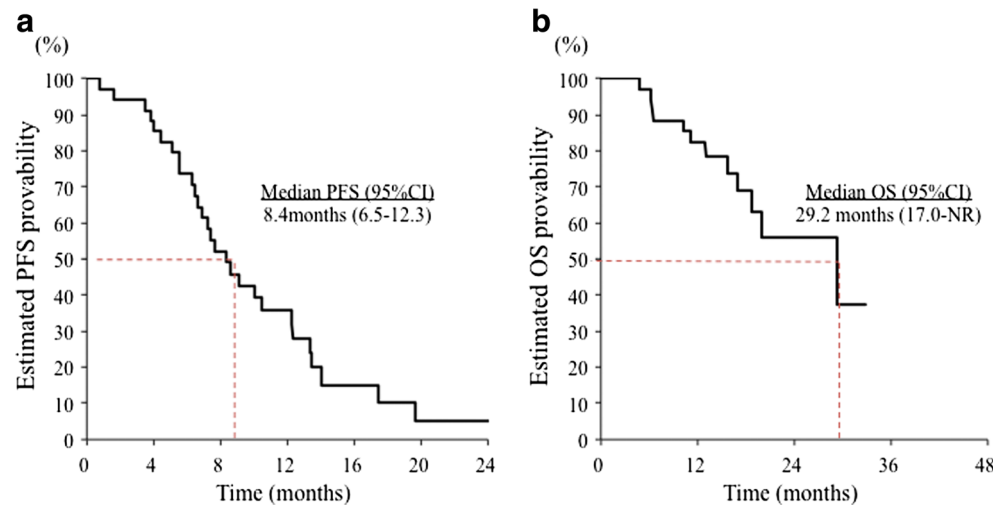 a
(%)
Estimated PFS provability
100
90
80
70
60
50
40
30
20
10
0
Median PFS (95%CI)
8.4months (6.5-12.3)
0 4 8 12 16 20 24
Time (months)
b
(%)
Estimated OS provability
100
90
80
70
60
50
40
30
20
10
0
Median OS (95%CI)
29.2 months (17.0-NR)
0 12 24 36 48
Time (months)